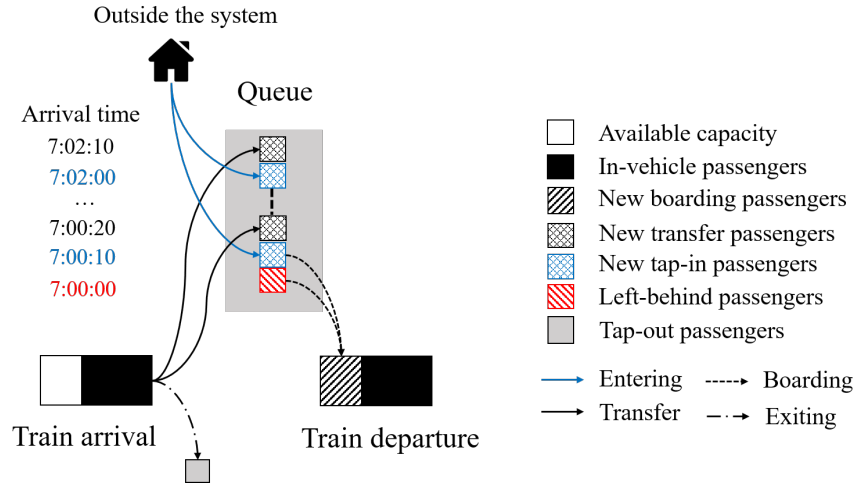 Outside the system
Queue
Arrival time
7:02:10
7:02:00
...
7:00:20
7:00:10
7:00:00
Train arrival
Train departure
Available capacity
In-vehicle passengers
New boarding passengers
New transfer passengers
New tap-in passengers
Left-behind passengers
Tap-out passengers
Entering
Boarding
Transfer
Exiting